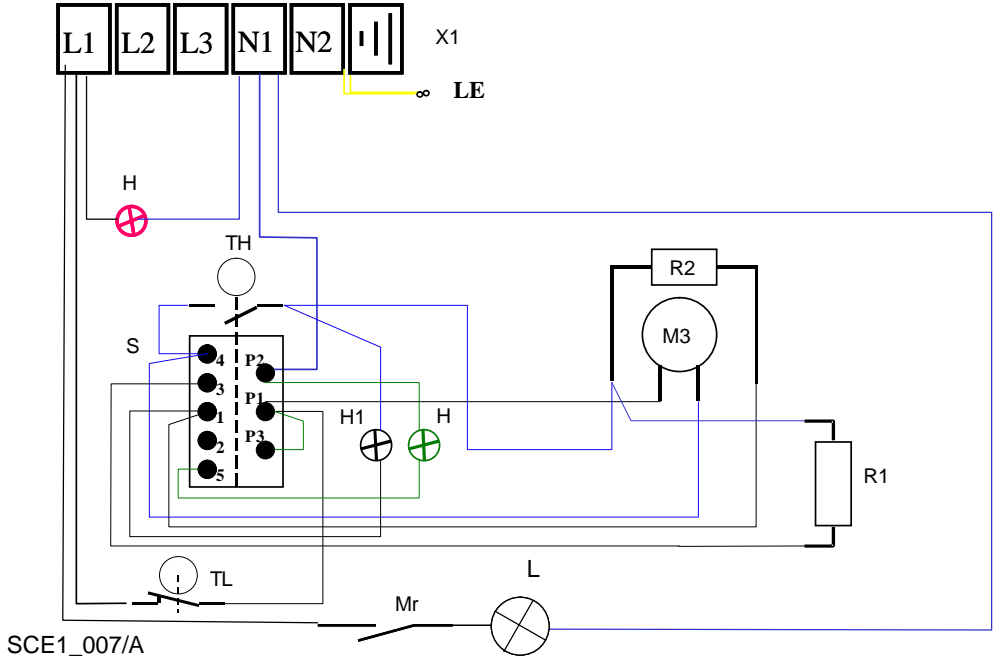 L1 L2 L3 N1 N2 X1
LE
H
TH
R2
M3
S
4 P2
3
P1
1
H1 H
P3
2
5
R1
TL
L
Mr
SCE1_007/A